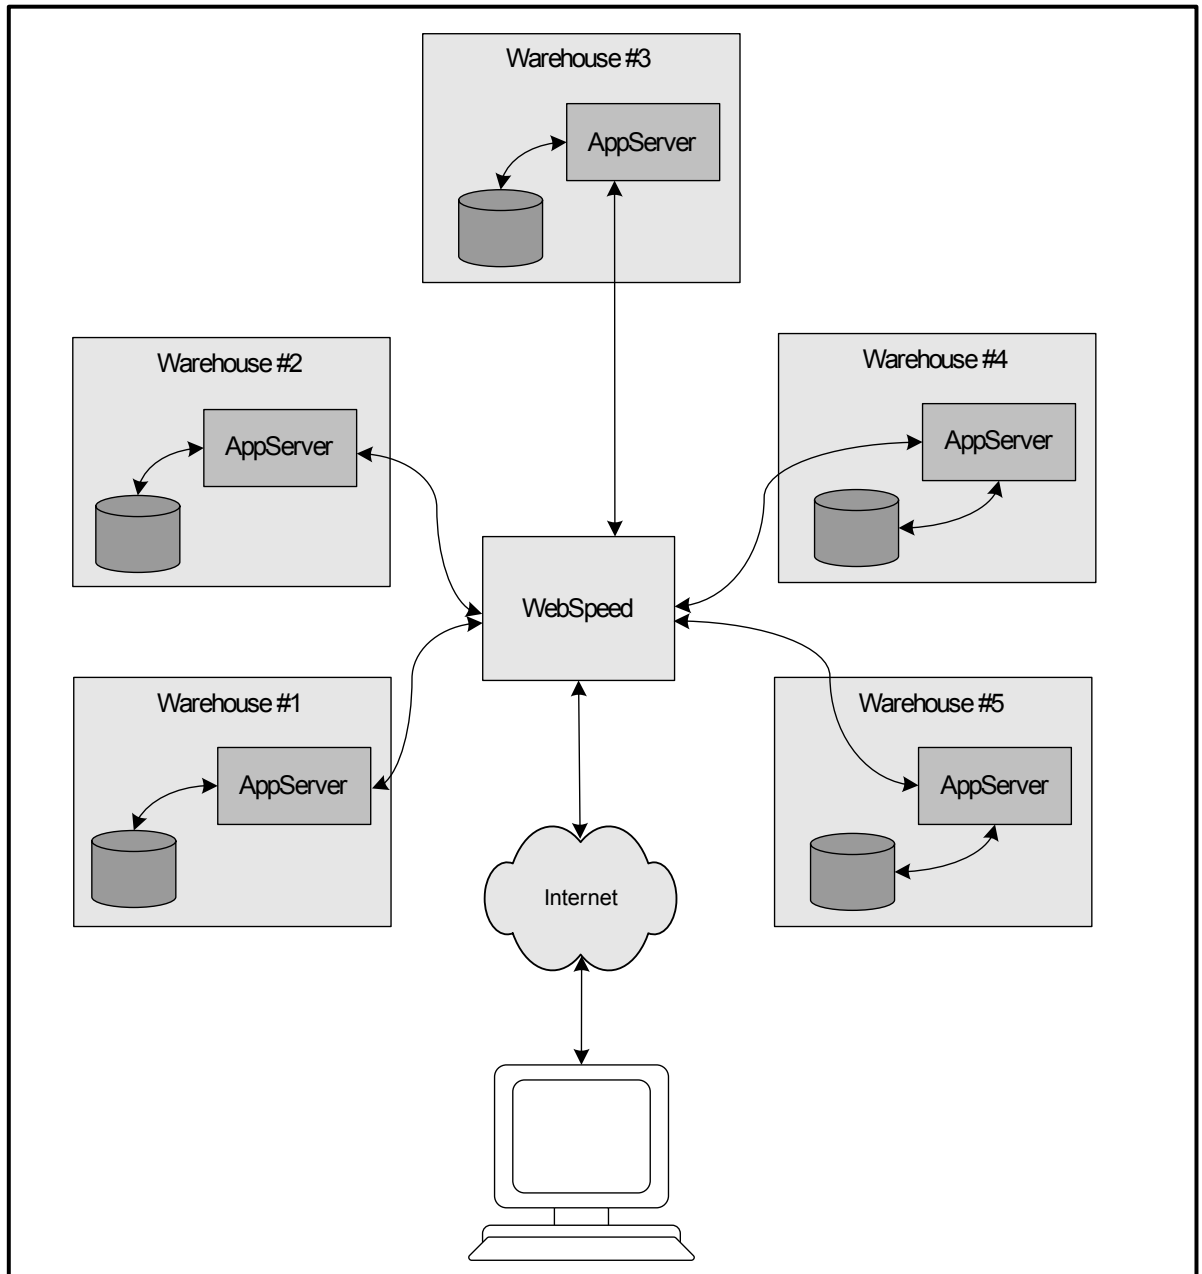 Warehouse #3
AppServer
Warehouse #2
AppServer
Warehouse #4
AppServer
WebSpeed
Warehouse #1
AppServer
Warehouse #5
AppServer
Internet